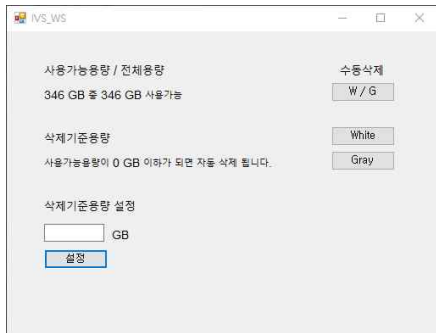 IVS_WS
사용가능용량 / 전체용량
수동삭제
346 GB 중 346 GB 사용가능
W / G
삭제기준용량
White
사용가능용량이 0 GB 이하가 되면 자동 삭제 됩니다.
Gray
삭제기준용량 설정
GB
설정